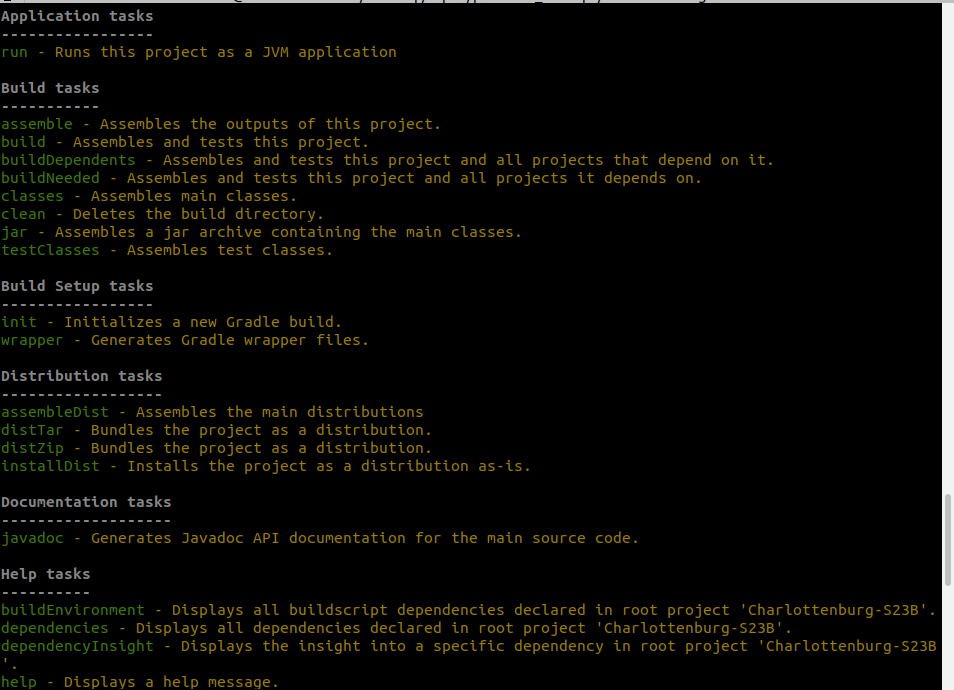 Application tasks
-----------------
run - Runs this project as a JVM application
Build tasks
-----------
assemble - Assembles the outputs of this project.
build - Assembles and tests this project.
buildDependents - Assembles and tests this project and all projects that depend on it.
buildNeeded - Assembles and tests this project and all projects it depends on.
classes - Assembles main classes.
clean - Deletes the build directory.
jar - Assembles a jar archive containing the main classes.
testClasses - Assembles test classes.
Build Setup tasks
-----------------
init - Initializes a new Gradle build.
wrapper - Generates Gradle wrapper files.
Distribution tasks
------------------
assembleDist - Assembles the main distributions
distTar - Bundles the project as a distribution.
distZip - Bundles the project as a distribution.
installDist - Installs the project as a distribution as-is.
Documentation tasks
-------------------
javadoc - Generates Javadoc API documentation for the main source code.
Help tasks
----------
buildEnvironment - Displays all buildscript dependencies declared in root project 'Charlottenburg-S23B'.
dependencies - Displays all dependencies declared in root project 'Charlottenburg-S23B'.
dependencyInsight - Displays the insight into a specific dependency in root project 'Charlottenburg-S23B
'.
help - Displays a help message.